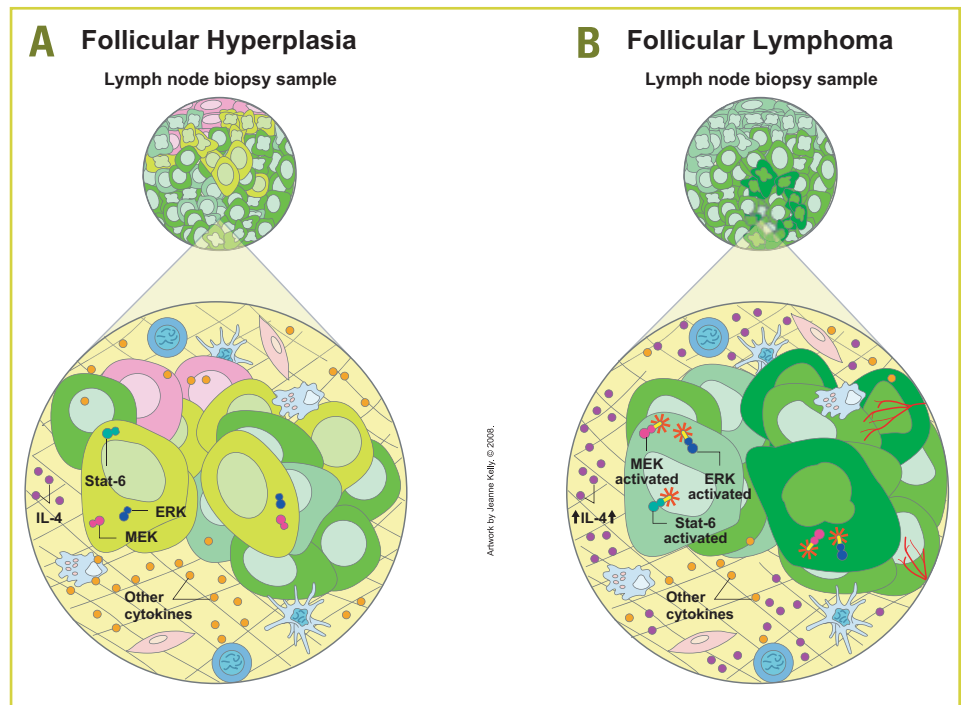 A Follicular Hyperplasia
Lymph node biopsy sample
Stat-6
IL-4
ERK
MEK
Other
cytokines
Artwork by Jeanne Kelly. © 2008.
B Follicular Lymphoma
Lymph node biopsy sample
MEK
activated
ERK
activated
⬆IL-4⬆
Stat-6
activated
Other
cytokines